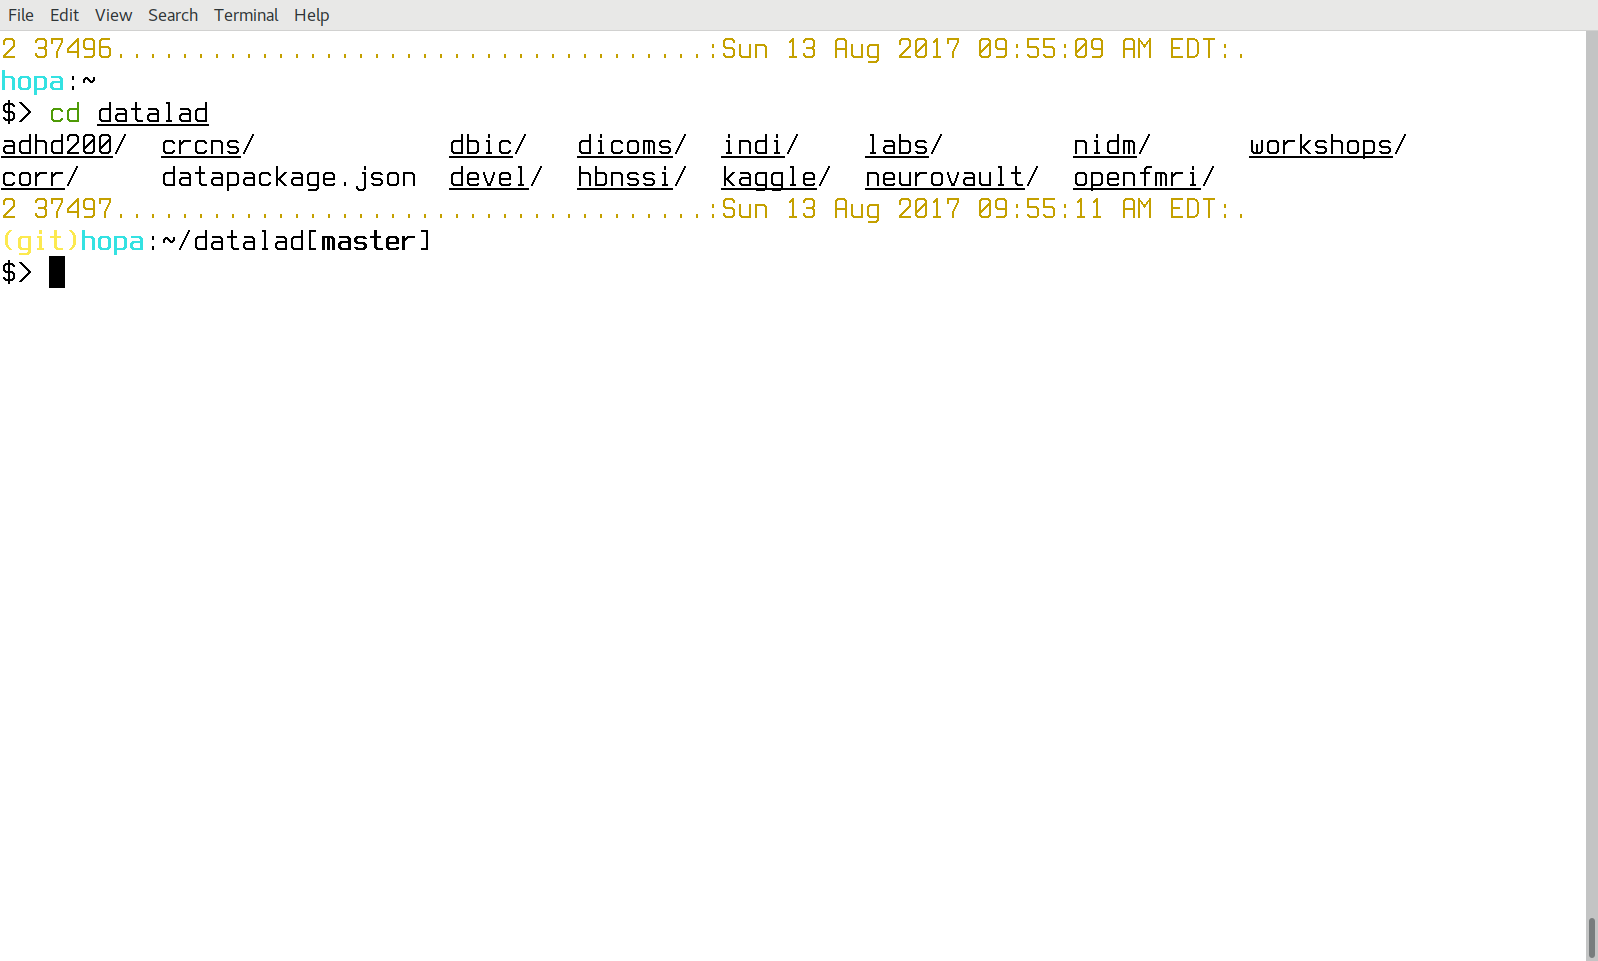 File Edit View Search Terminal Help
2 37496.....................................:Sun 13 Aug 2017 09:55:09 AM EDT:.
hopa:~
$> cd datalad
adhd200/  crcns/            dbic/   dicoms/  indi/    labs/        nidm/      workshops/
corr/     datapackage.json  devel/  hbnssi/  kaggle/  neurovault/  openfmri/
2 37497.....................................:Sun 13 Aug 2017 09:55:11 AM EDT:.
(git)hopa:~/datalad[master]
$>